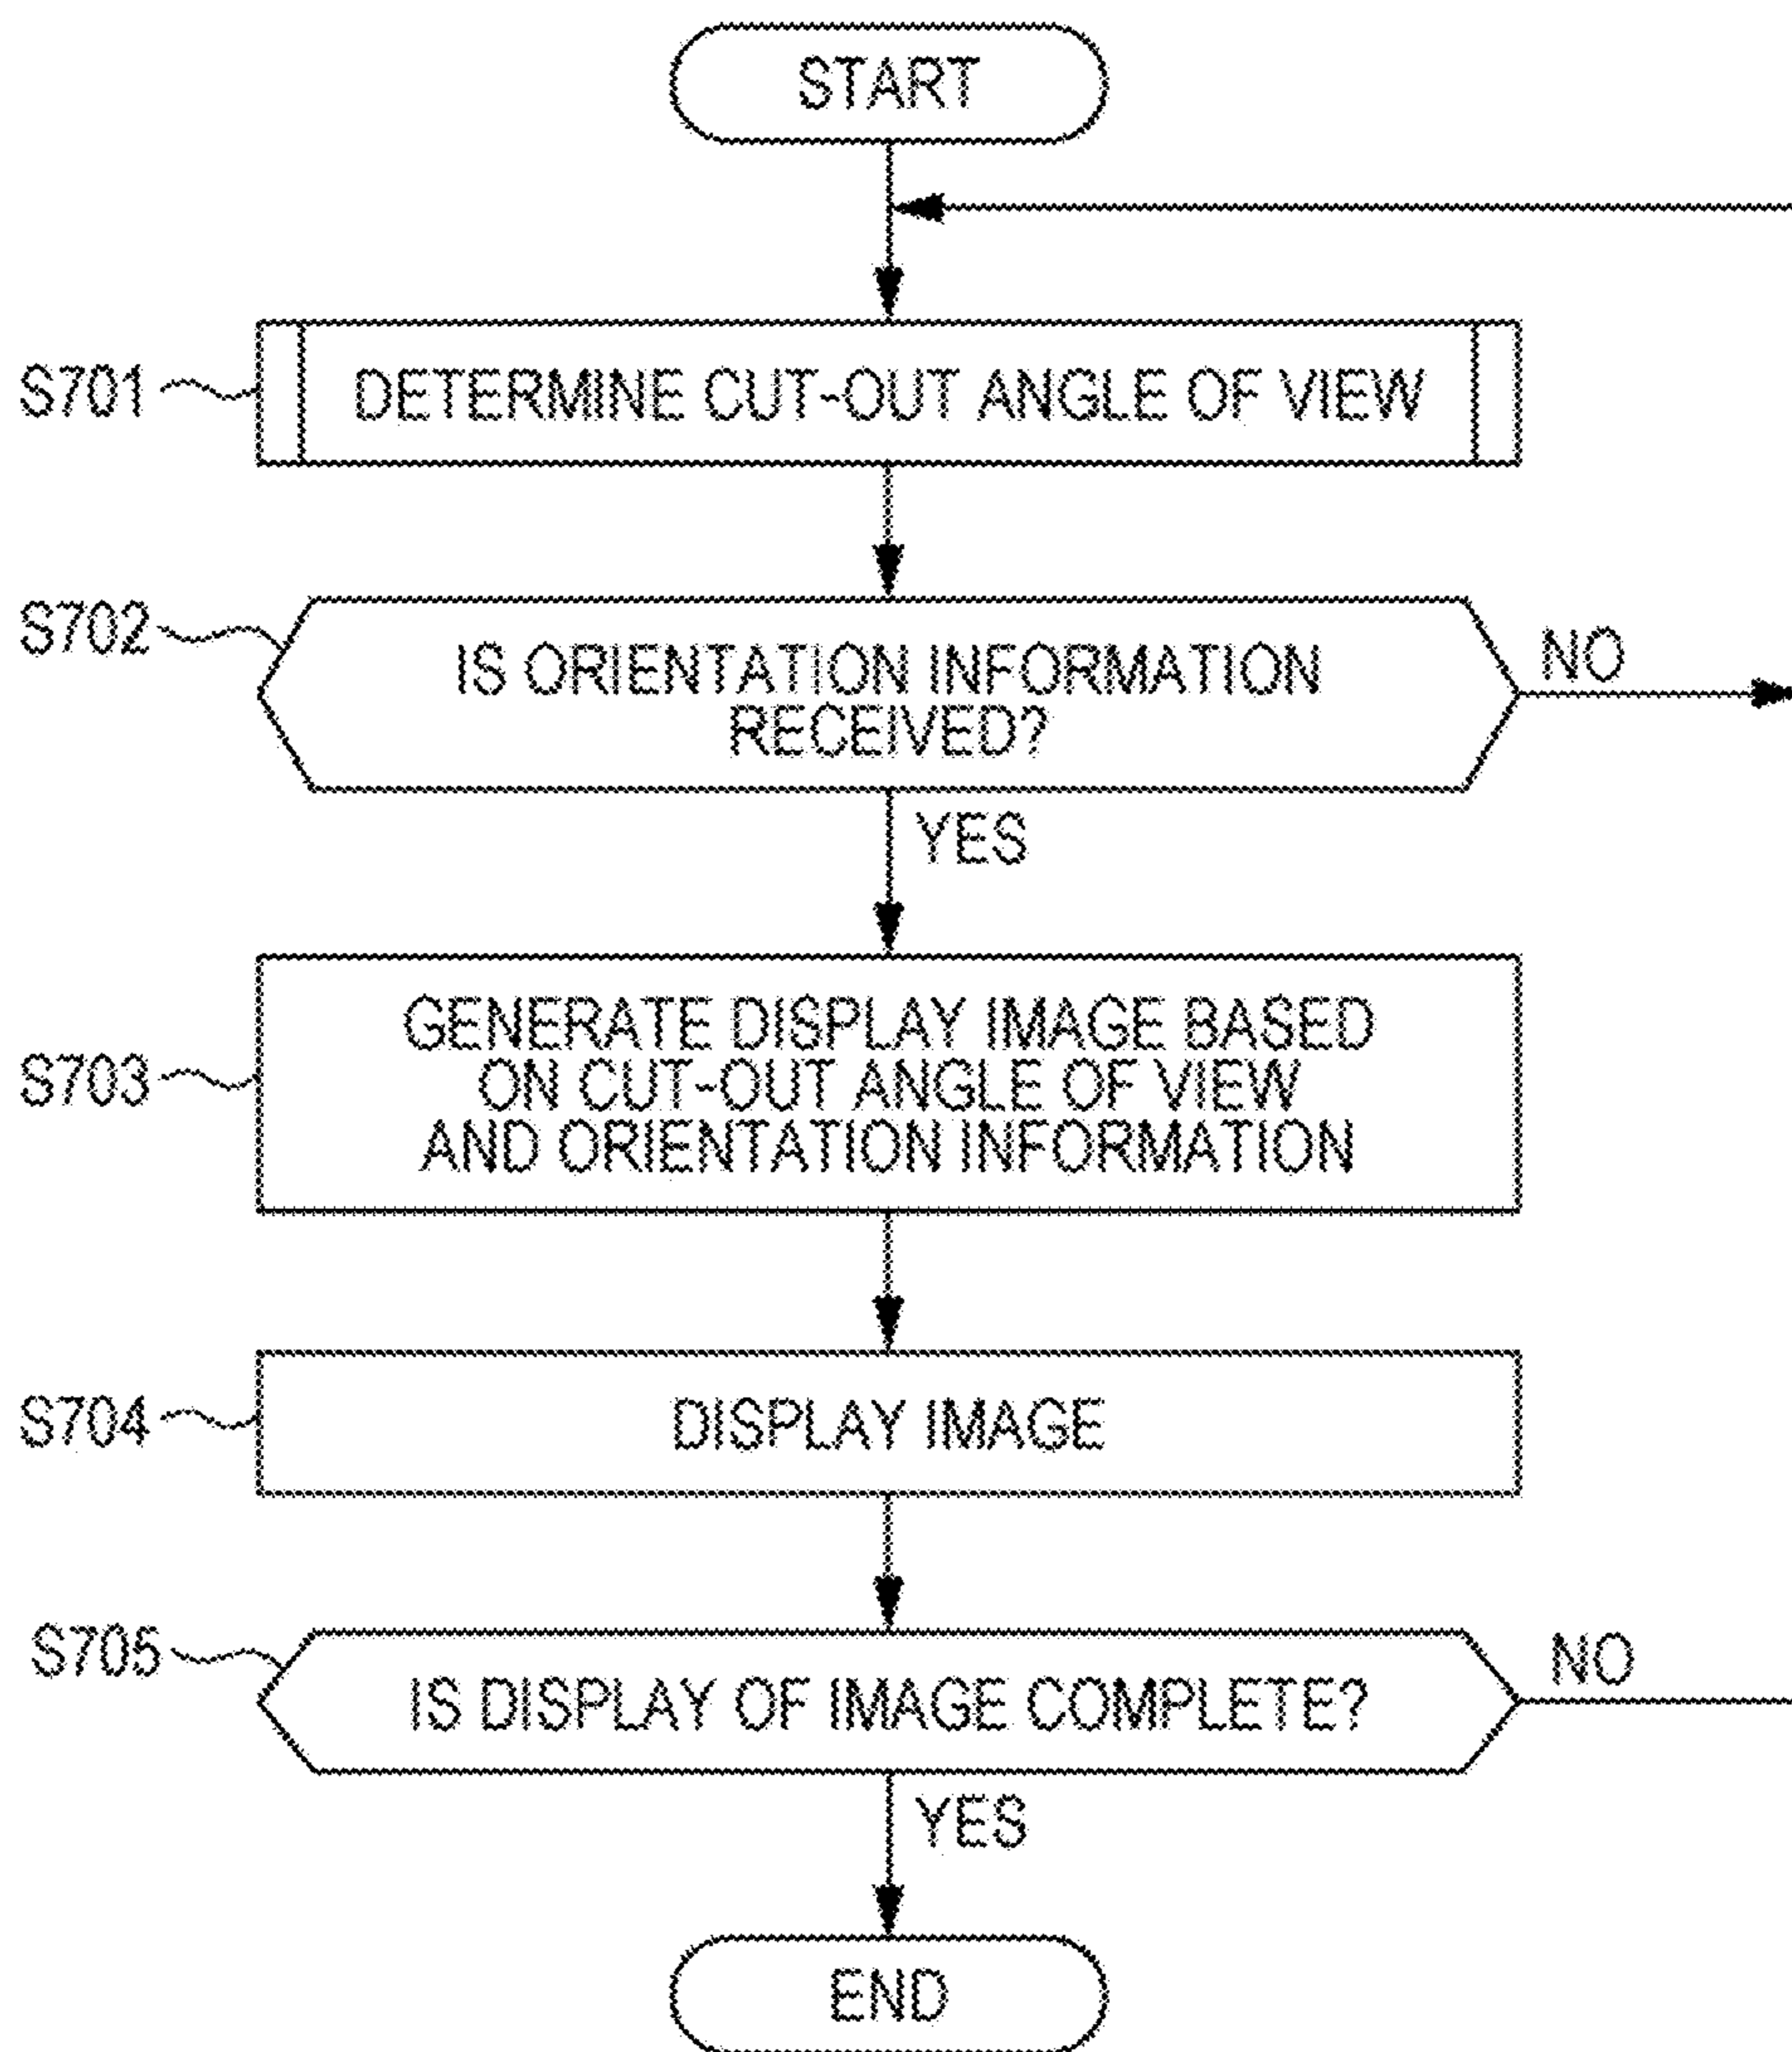 START
S701
DETERMINE CUT-OUT ANGLE OF VIEW
S702
IS ORIENTATION INFORMATION
RECEIVED?
NO
YES
S703
GENERATE DISPLAY IMAGE BASED
ON CUT-OUT ANGLE OF VIEW
AND ORIENTATION INFORMATION
S704
DISPLAY IMAGE
S705
IS DISPLAY OF IMAGE COMPLETE?
NO
YES
END